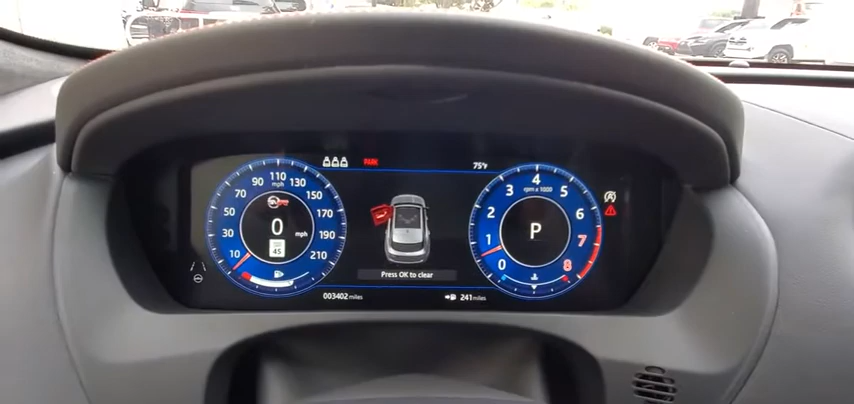 PARK
75°F
10
30
50
70
90
110
130
150
170
190
210
mph
0
mph
45
0
1
2
3
4
5
6
7
8
rpm x 1000
P
Press OK to clear
003402 miles
241 miles